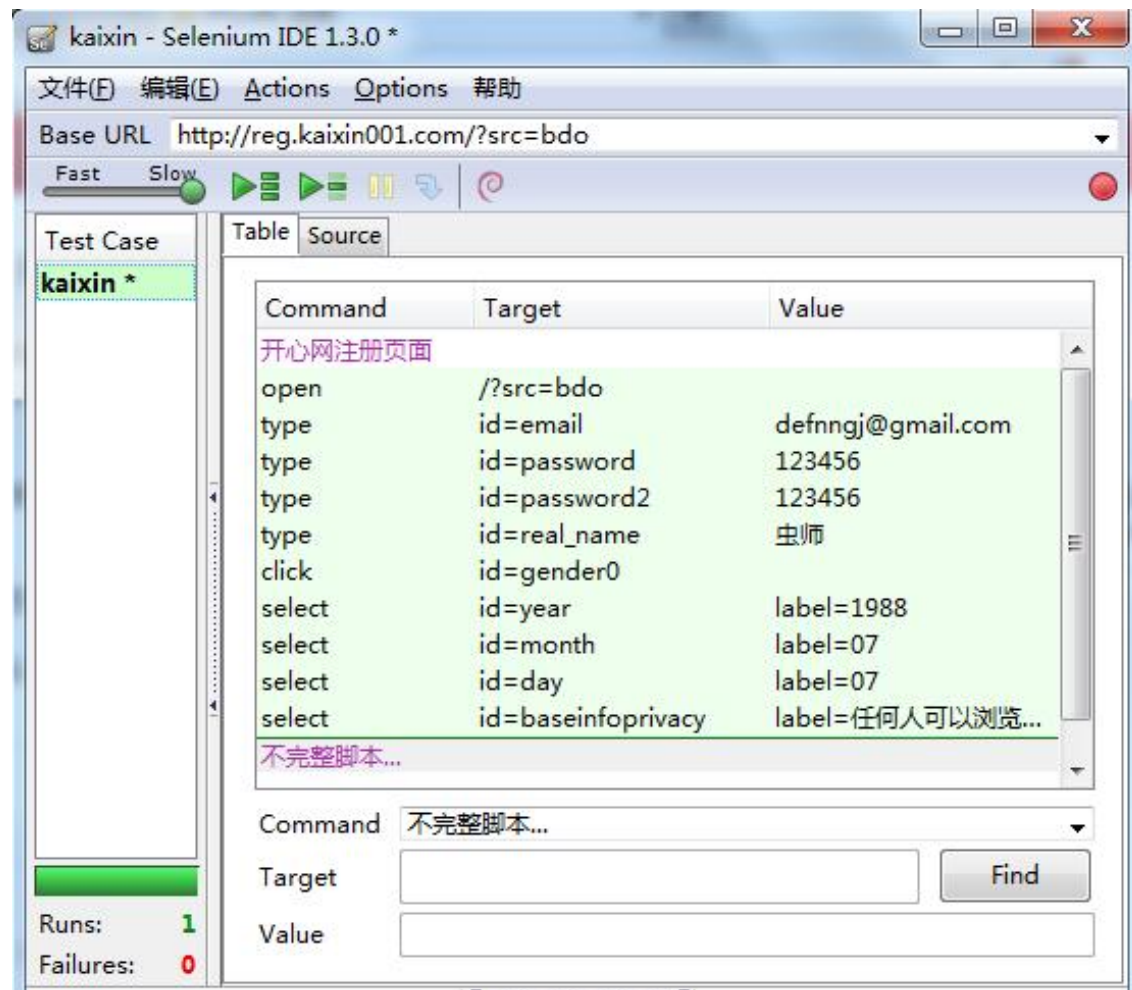 kaixin - Selenium IDE 1.3.0 *
文件(F) 编辑(E) Actions Options 帮助
Base URL http://reg.kaixin001.com/?src=bdo
Fast Slow
Test Case
kaixin *
Table Source
Command Target Value
开心网注册页面
open /?src=bdo
type id=email defnngj@gmail.com
type id=password 123456
type id=password2 123456
type id=real_name 虫师
click id=gender0
select id=year label=1988
select id=month label=07
select id=day label=07
select id=baseinfoprivacy label=任何人可以浏览...
不完整脚本...
Command 不完整脚本...
Target Find
Value
Runs: 1
Failures: 0